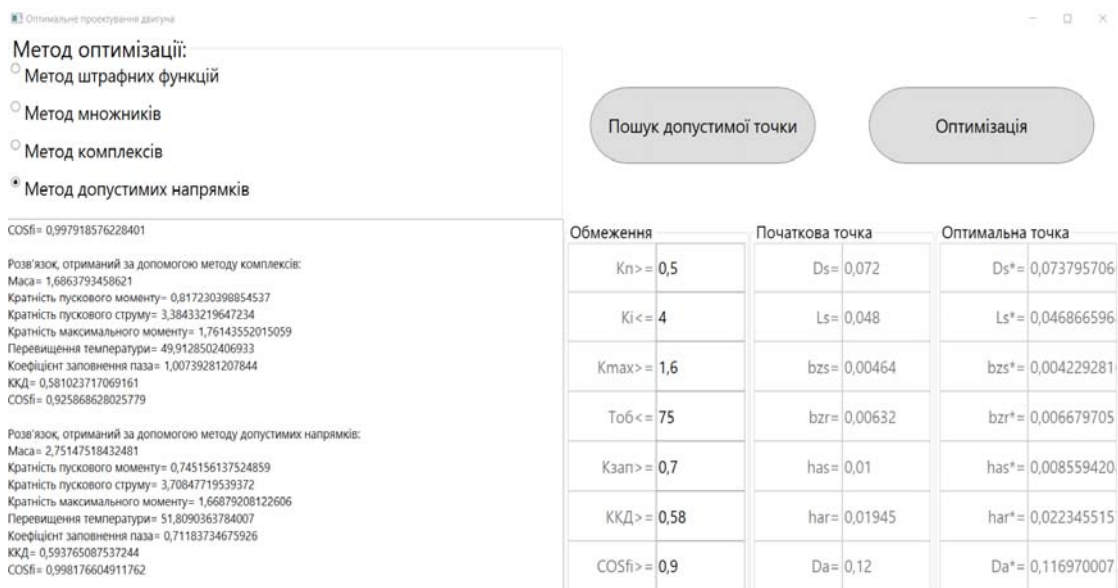 Оптимальне проектування двигуна
Метод оптимізації:
Метод штрафних функцій
Метод множників
Метод комплексів
Метод допустимих напрямків
Пошук допустимої точки
Оптимізація
COSfi= 0,997918576228401
Розв'язок, отриманий за допомогою методу комплексів:
Маса= 1,6863793458621
Кратність пускового моменту= 0,817230398854537
Кратність пускового струму= 3,38433219647234
Кратність максимального моменту= 1,76143552015059
Перевищення температури= 49,9128502406933
Коефіцієнт заповнення паза= 1,00739281207844
ККД= 0,581023717069161
COSfi= 0,925868628025779
Розв'язок, отриманий за допомогою методу допустимих напрямків:
Маса= 2,75147518432481
Кратність пускового моменту= 0,745156137524859
Кратність пускового струму= 3,70847719539372
Кратність максимального моменту= 1,66879208122606
Перевищення температури= 51,8090363784007
Коефіцієнт заповнення паза= 0,71183734675926
ККД= 0,593765087537244
COSfi= 0,998176604911762
Обмеження
Кп>= 0,5
Кі<= 4
Kmax>= 1,6
Тоб<= 75
Кзап>= 0,7
ККД>= 0,58
COSfi>= 0,9
Початкова точка
Ds= 0,072
Ls= 0,048
bzs= 0,00464
bzr= 0,00632
has= 0,01
har= 0,01945
Da= 0,12
Оптимальна точка
Ds*= 0,073795706
Ls*= 0,046866596
bzs*= 0,004229281
bzr*= 0,006679705
has*= 0,008559420
har*= 0,022345515
Da*= 0,116970007